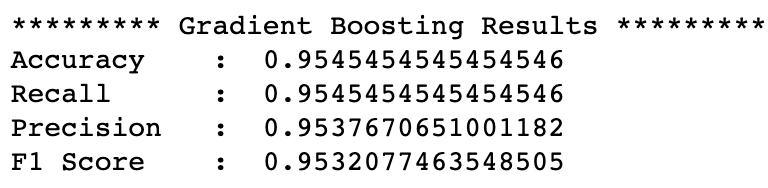 ********* Gradient Boosting Results *********
Accuracy    :  0.9545454545454546
Recall      :  0.9545454545454546
Precision   :  0.9537670651001182
F1 Score    :  0.9532077463548505